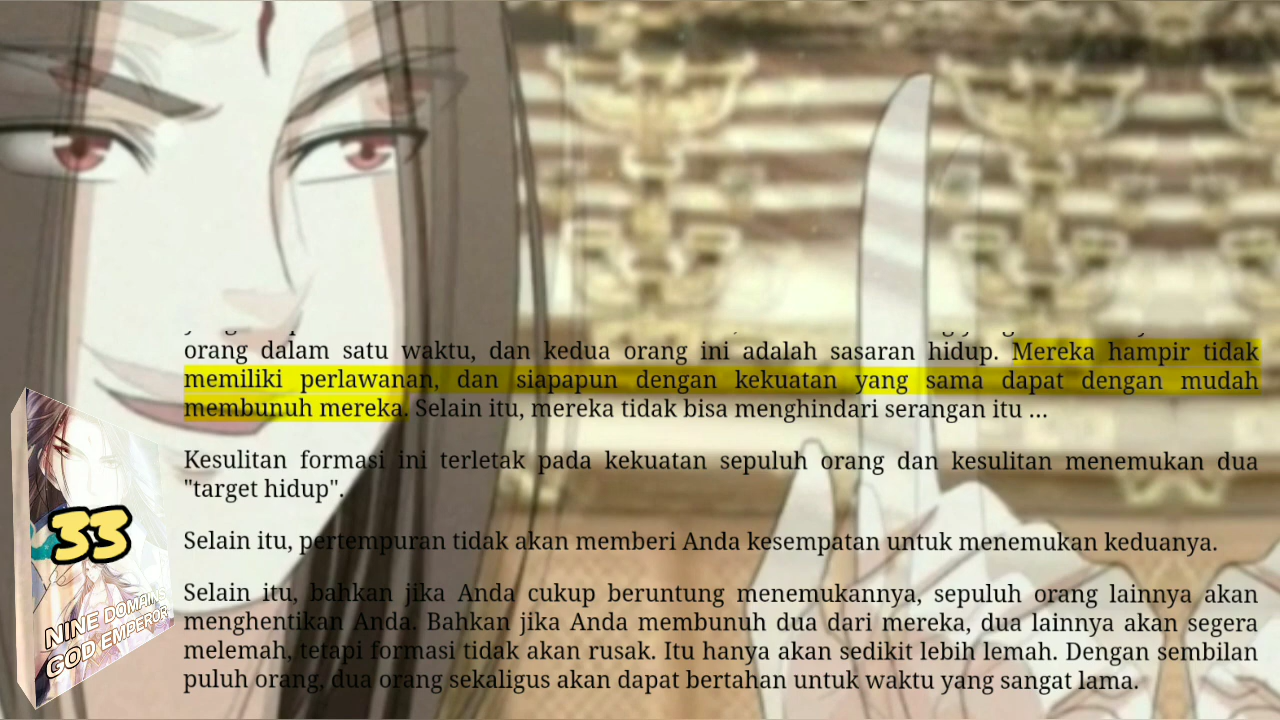 orang dalam satu waktu, dan kedua orang ini adalah sasaran hidup. Mereka hampir tidak
memiliki perlawanan, dan siapapun dengan kekuatan yang sama dapat dengan mudah
membunuh mereka. Selain itu, mereka tidak bisa menghindari serangan itu ...
Kesulitan formasi ini terletak pada kekuatan sepuluh orang dan kesulitan menemukan dua
"target hidup".
Selain itu, pertempuran tidak akan memberi Anda kesempatan untuk menemukan keduanya.
Selain itu, bahkan jika Anda cukup beruntung menemukannya, sepuluh orang lainnya akan
menghentikan Anda. Bahkan jika Anda membunuh dua dari mereka, dua lainnya akan segera
melemah, tetapi formasi tidak akan rusak. Itu hanya akan sedikit lebih lemah. Dengan sembilan
puluh orang, dua orang sekaligus akan dapat bertahan untuk waktu yang sangat lama.
33
NINE DOMAINS
GOD EMPEROR